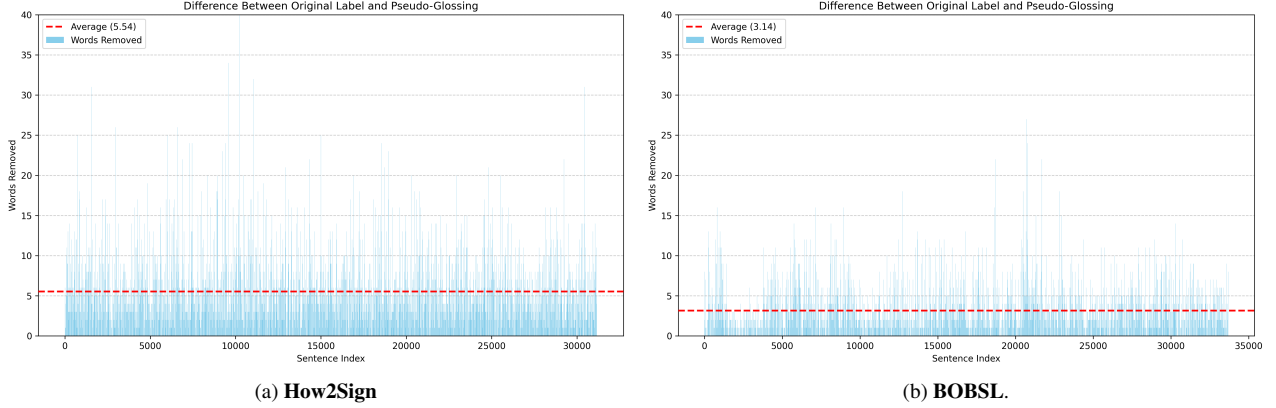 Difference Between Original Label and Pseudo-Glossing
40
35
30
25
20
15
10
5
0
Words Removed
Average (5.54)
Words Removed
0
5000
10000
15000
20000
25000
30000
Sentence Index
(a) How2Sign
Difference Between Original Label and Pseudo-Glossing
40
35
30
25
20
15
10
5
0
Words Removed
Average (3.14)
Words Removed
0
5000
10000
15000
20000
25000
30000
35000
Sentence Index
(b) BOBSL.